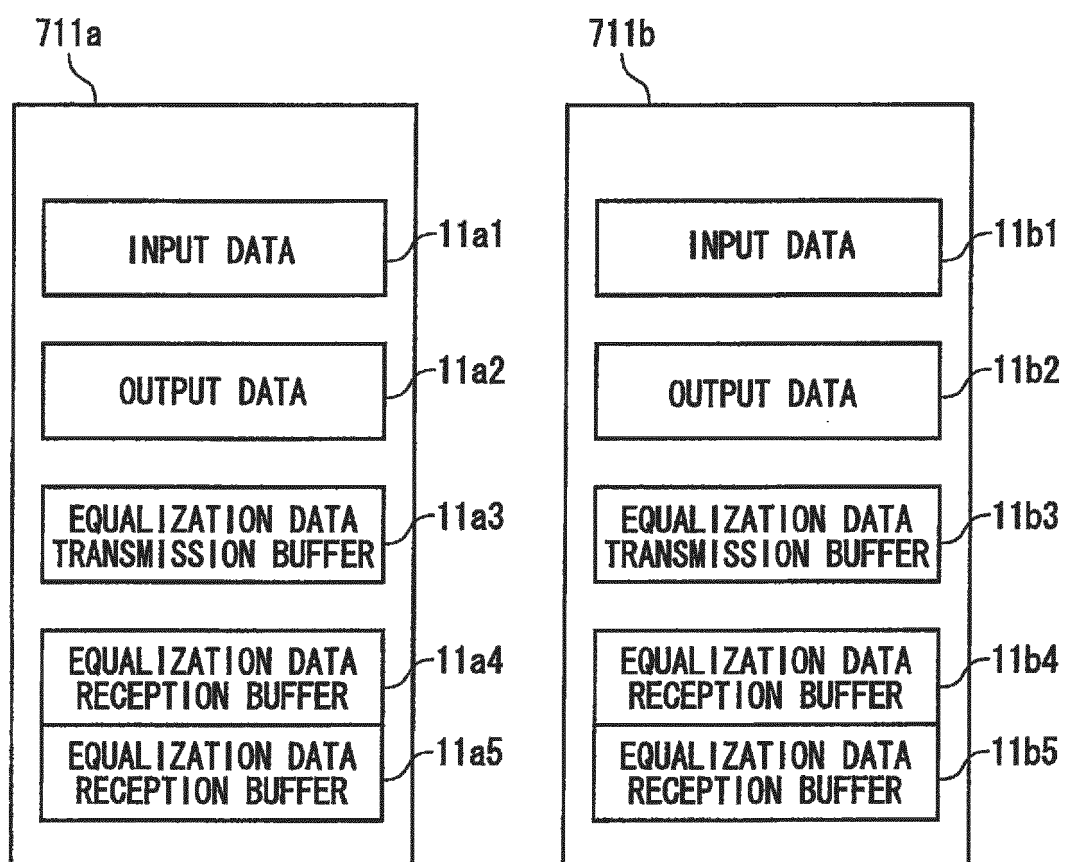 711a
INPUT DATA
11a1
OUTPUT DATA
11a2
EQUALIZATION DATA
TRANSMISSION BUFFER
11a3
EQUALIZATION DATA
RECEPTION BUFFER
11a4
EQUALIZATION DATA
RECEPTION BUFFER
11a5
711b
INPUT DATA
11b1
OUTPUT DATA
11b2
EQUALIZATION DATA
TRANSMISSION BUFFER
11b3
EQUALIZATION DATA
RECEPTION BUFFER
11b4
EQUALIZATION DATA
RECEPTION BUFFER
11b5